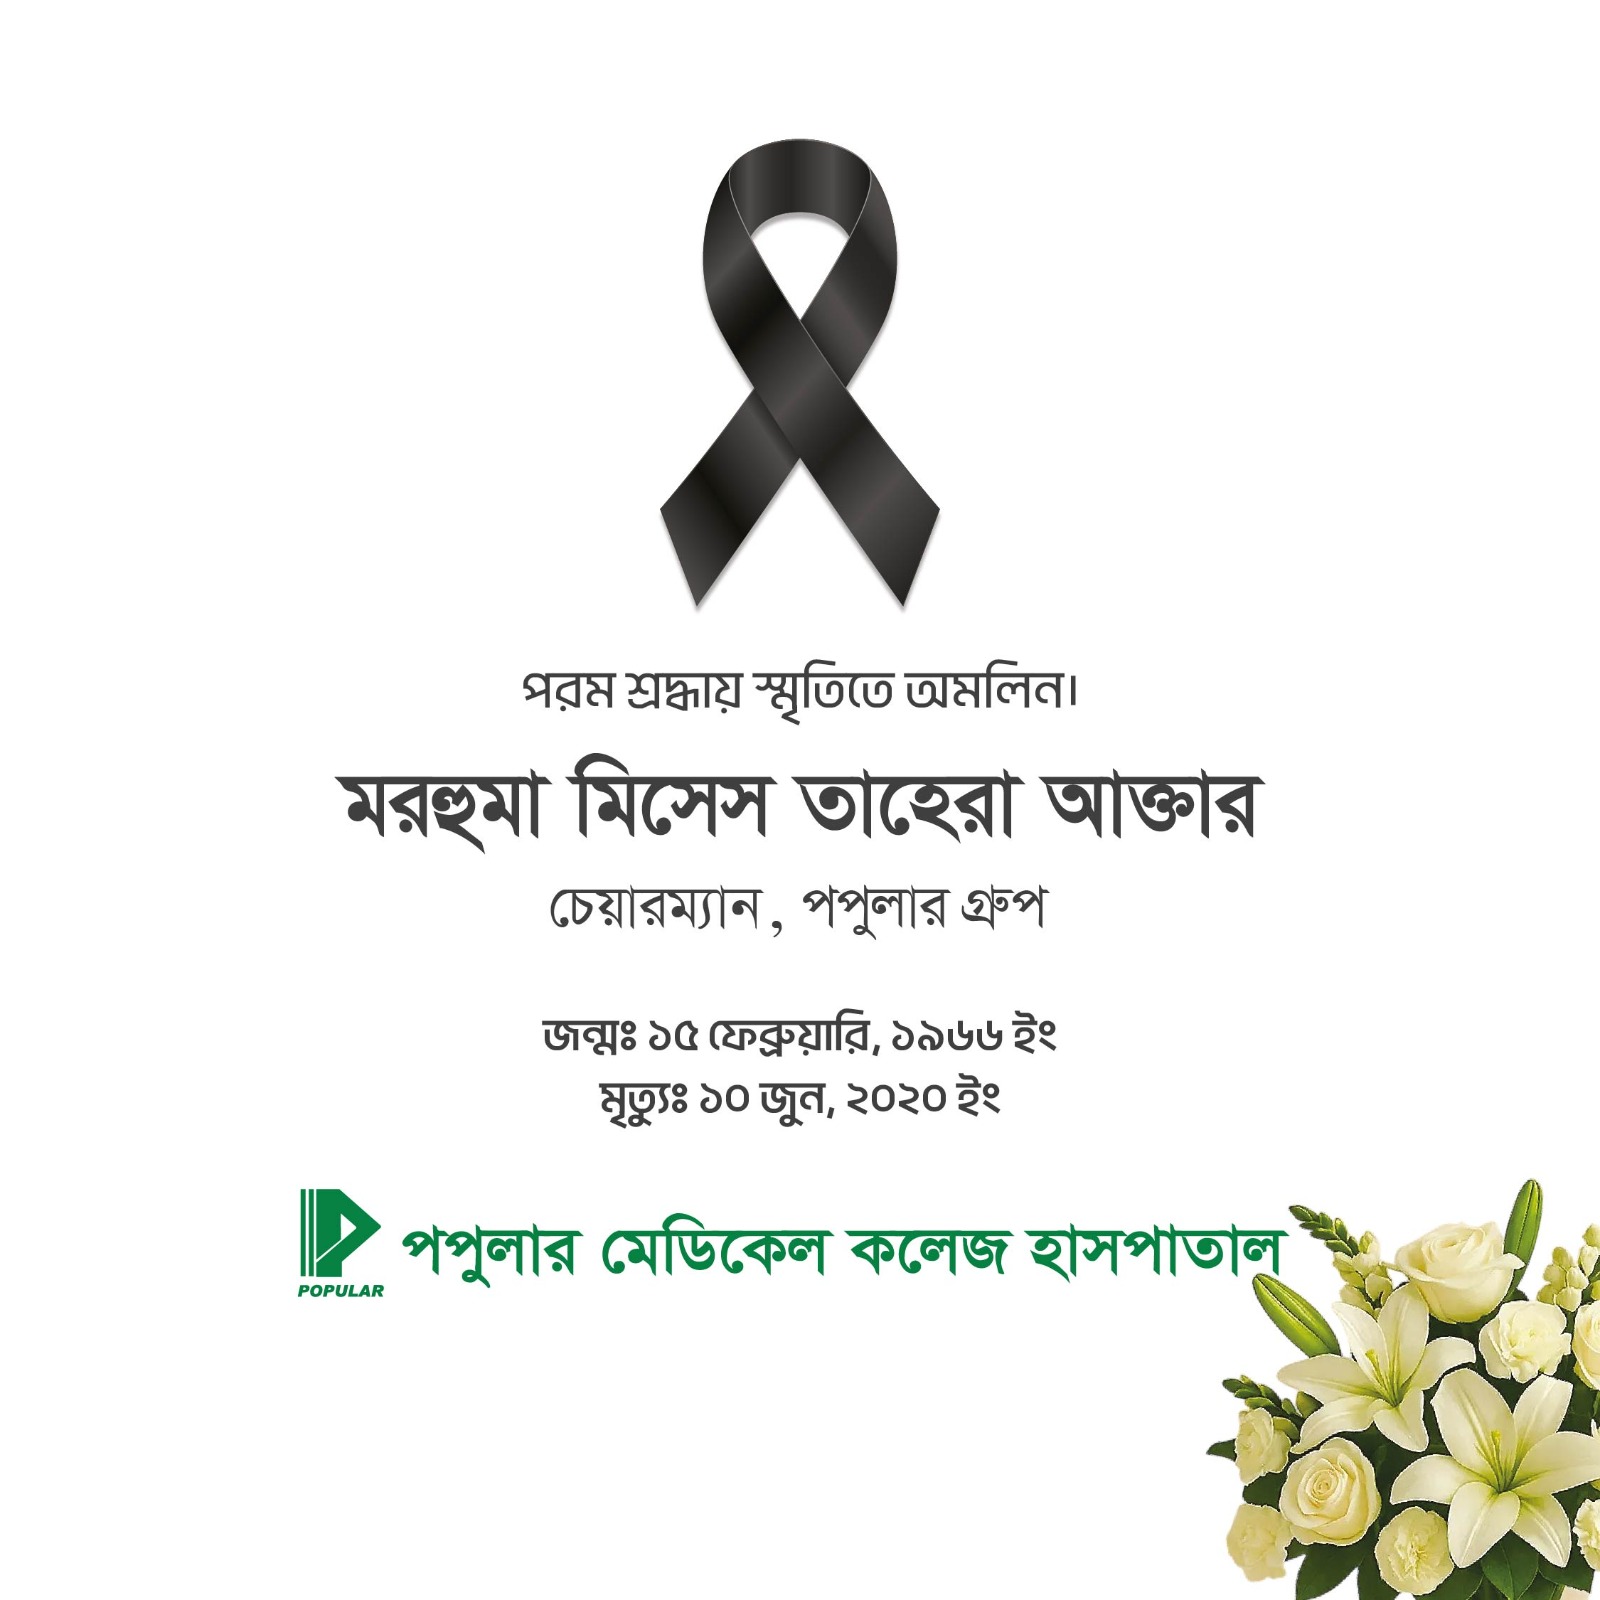 পরম শ্রদ্ধায় স্মৃতিতে অমলিন।
মরহুমা মিসেস তাহেরা আক্তার
চেয়ারম্যান, পপুলার গ্রুপ
জন্মঃ ১৫ ফেব্রুয়ারি, ১৯৬৬ ইং
মৃত্যুঃ ১০ জুন, ২০২০ ইং
পপুলার মেডিকেল কলেজ হাসপাতাল
POPULAR